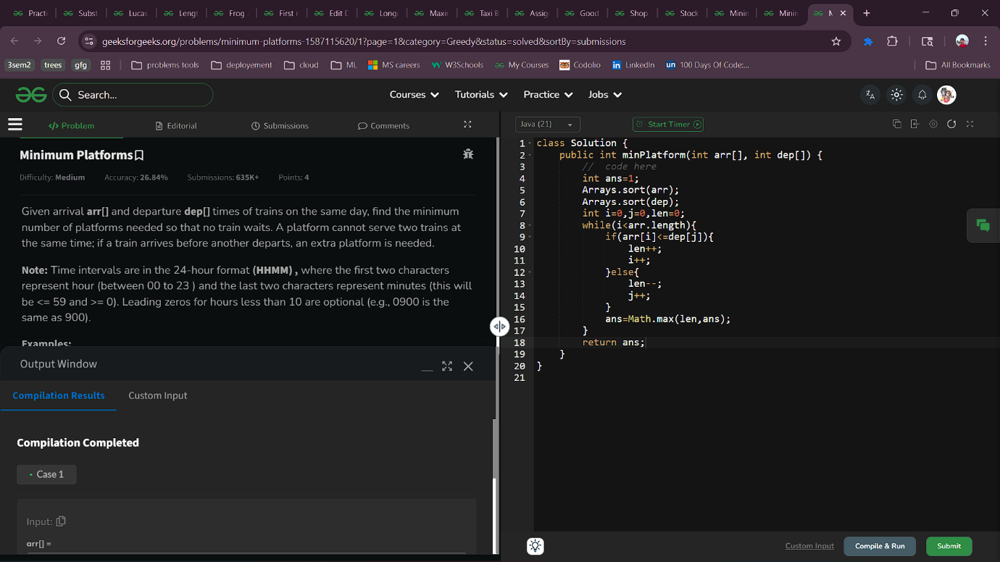 Practi
Subst
Lucas
Lengt
Frog
First r
Edit D
Long
Maxir
Taxi B
Assig
Good
Shop
Stock
Minin
Minin
geeksforgeeks.org/problems/minimum-platforms-1587115620/1?page=1&category=Greedy&status=solved&sortBy=submissions
3sem2 trees gfg problems tools deployement cloud ML MS careers W3Schools My Courses Codolio LinkedIn 100 Days Of Code:... All Bookmarks
Search... Courses Tutorials Practice Jobs
Problem Editorial Submissions Comments
Minimum Platforms
Difficulty: Medium Accuracy: 26.84% Submissions: 635K+ Points: 4
Given arrival arr[] and departure dep[] times of trains on the same day, find the minimum
number of platforms needed so that no train waits. A platform cannot serve two trains at
the same time; if a train arrives before another departs, an extra platform is needed.
Note: Time intervals are in the 24-hour format (HHMM) , where the first two characters
represent hour (between 00 to 23 ) and the last two characters represent minutes (this will
be <= 59 and >= 0). Leading zeros for hours less than 10 are optional (e.g., 0900 is the
same as 900).
Examples:
Output Window
Compilation Results Custom Input
Compilation Completed
Case 1
Input:
arr[] =
Java (21) Start Timer
1 class Solution {
2 public int minPlatform(int arr[], int dep[]) {
3 // code here
4 int ans=1;
5 Arrays.sort(arr);
6 Arrays.sort(dep);
7 int i=0,j=0,len=0;
8 while(i<arr.length){
9 if(arr[i]<=dep[j]){
10 len++;
11 i++;
12 }else{
13 len--;
14 j++;
15 }
16 ans=Math.max(len,ans);
17 }
18 return ans;
19 }
20 }
21
Custom Input Compile & Run Submit